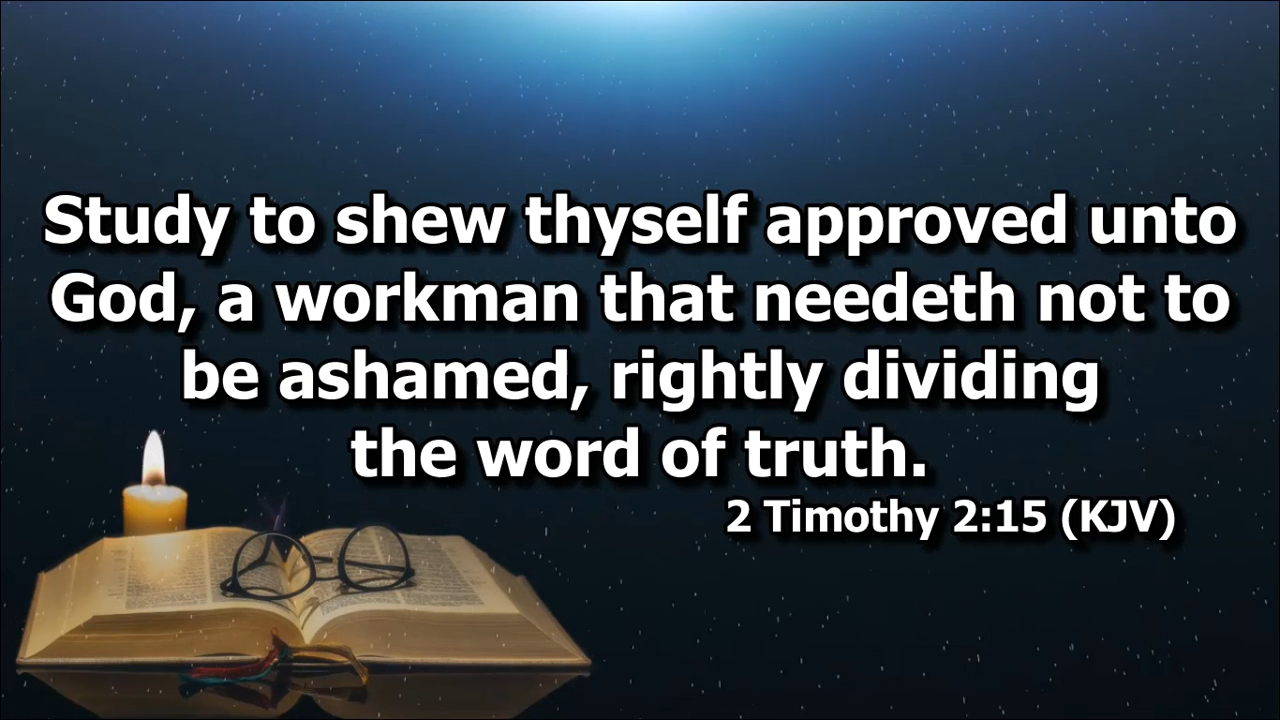 Study to shew thyself approved unto
God, a workman that needeth not to
be ashamed, rightly dividing
the word of truth.
2 Timothy 2:15 (KJV)